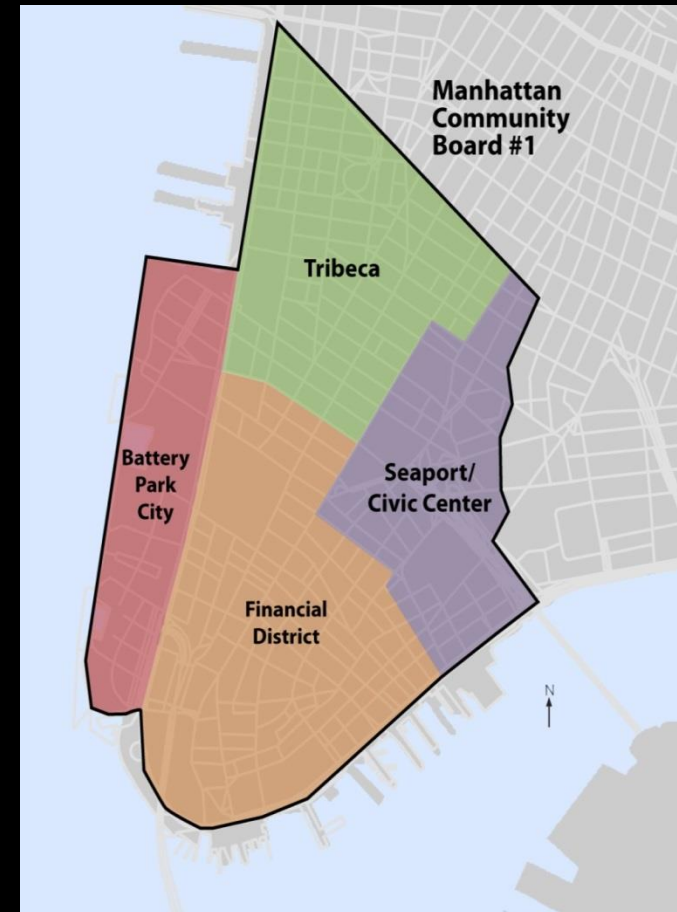 Manhattan
Community
Board #1
Tribeca
Battery
Park
City
Seaport/
Civic Center
Financial
District
N